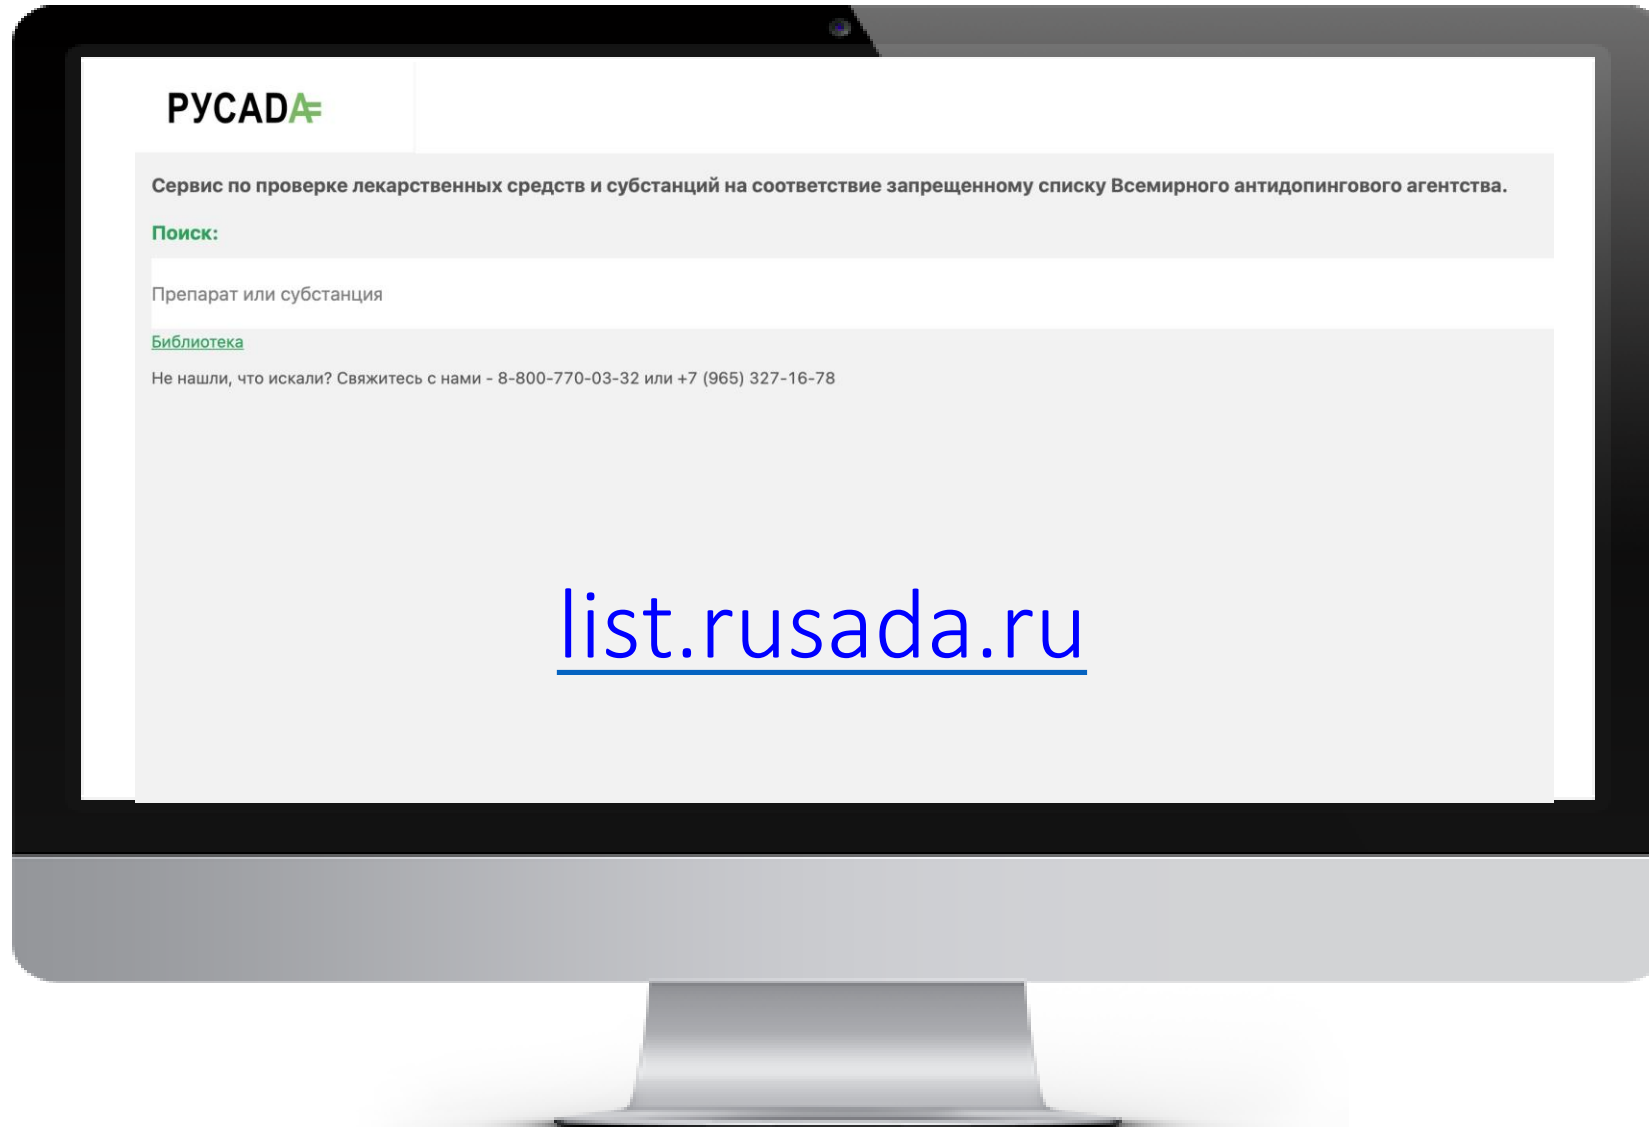 РУСАDA
Сервис по проверке лекарственных средств и субстанций на соответствие запрещенному списку Всемирного антидопингового агентства.
Поиск:
Препарат или субстанция
Библиотека
Не нашли, что искали? Свяжитесь с нами - 8-800-770-03-32 или +7 (965) 327-16-78
list.rusada.ru